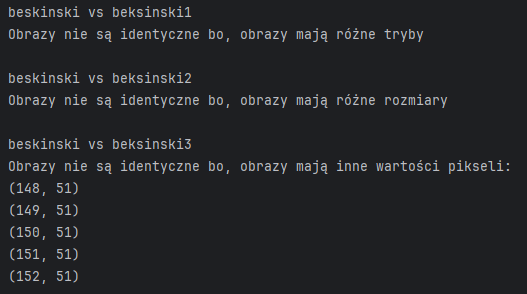 beskinski vs beksinski1
Obrazy nie są identyczne bo, obrazy mają różne tryby
beskinski vs beksinski2
Obrazy nie są identyczne bo, obrazy mają różne rozmiary
beskinski vs beksinski3
Obrazy nie są identyczne bo, obrazy mają inne wartości pikseli:
(148, 51)
(149, 51)
(150, 51)
(151, 51)
(152, 51)